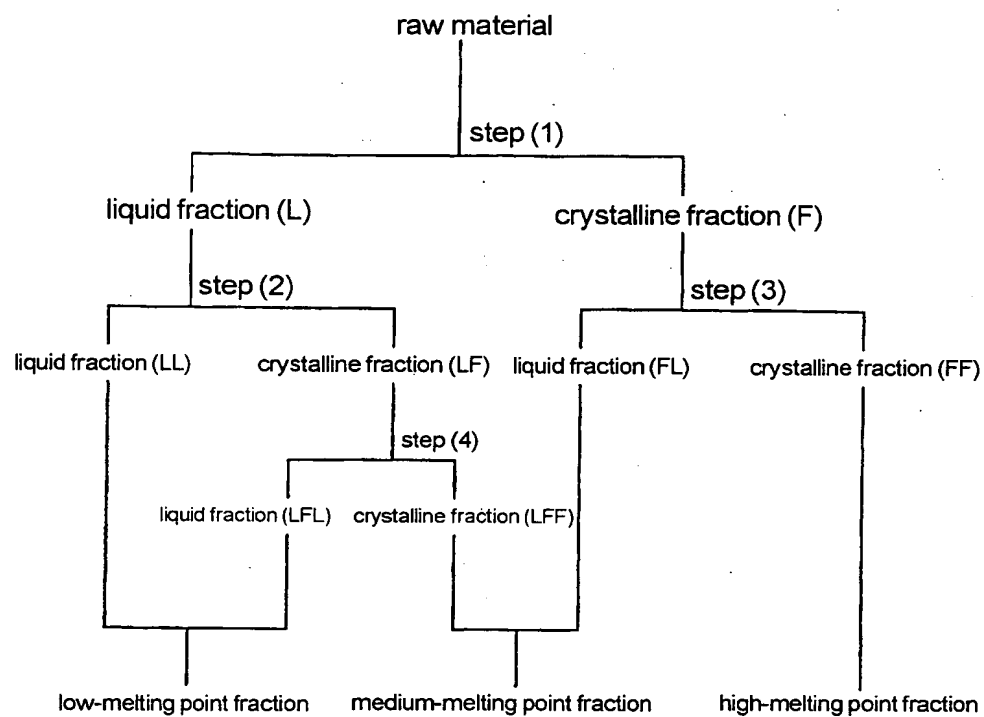 raw material
step (1)
liquid fraction (L)
crystalline fraction (F)
step (2)
step (3)
liquid fraction (LL)
crystalline fraction (LF)
liquid fraction (FL)
crystalline fraction (FF)
step (4)
liquid fraction (LFL)
crystalline fraction (LFF)
low-melting point fraction
medium-melting point fraction
high-melting point fraction